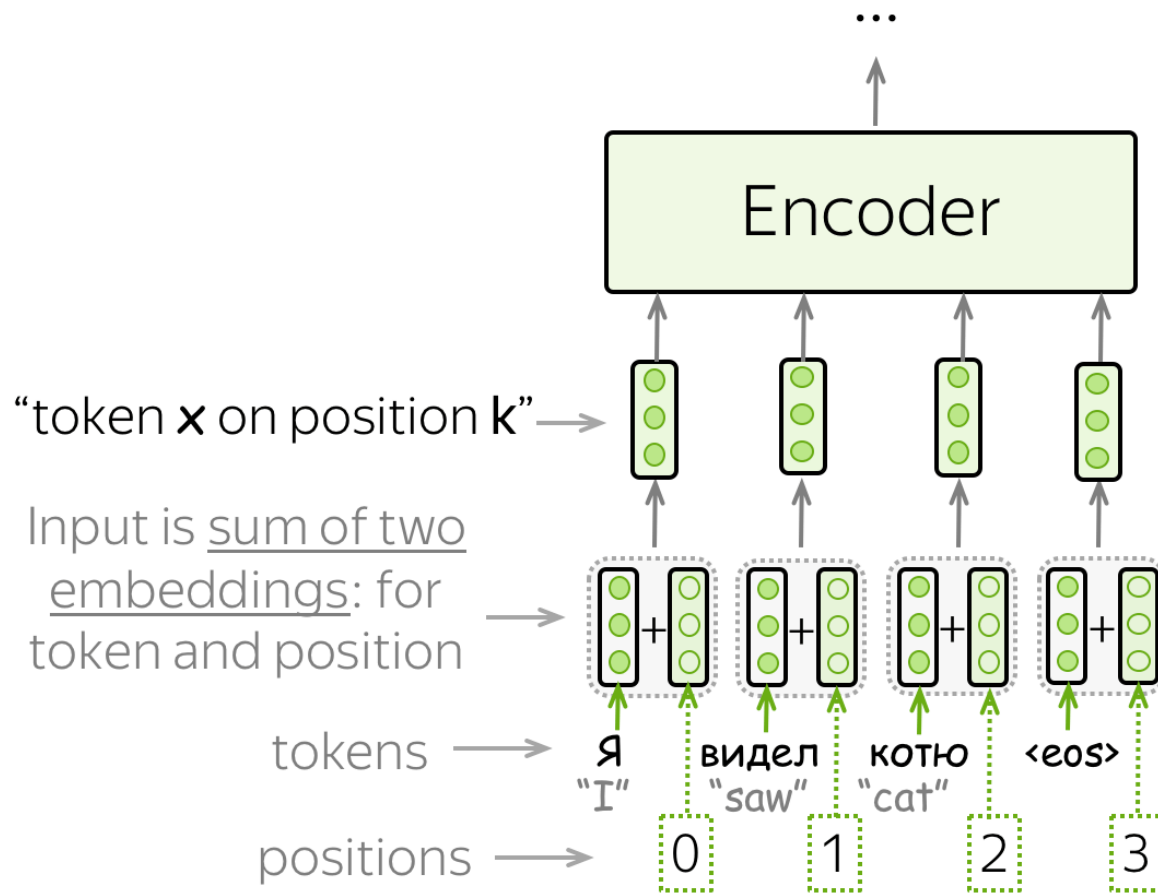 ...
Encoder
“token x on position k”
Input is sum of two
embeddings: for
token and position
+ + + +
tokens Я видел котю <eos>
“I” “saw” “cat”
positions 0 1 2 3